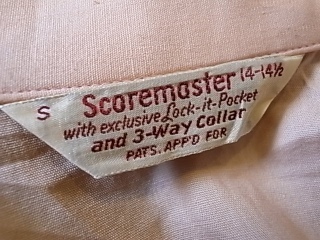 S Scoremaster 14-14½
with exclusive Lock-it-Pocket
and 3-Way Collar
PATS. APP'D FOR